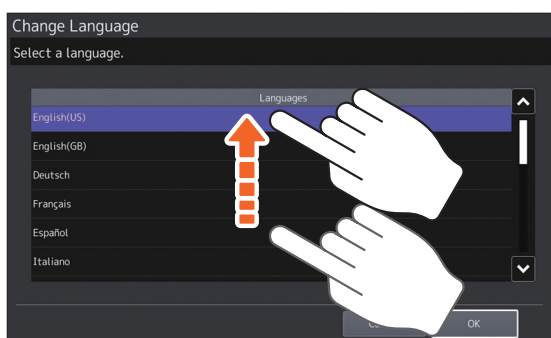 Change Language
Select a language.
Languages
English(US)
English(GB)
Deutsch
Français
Español
Italiano
OK